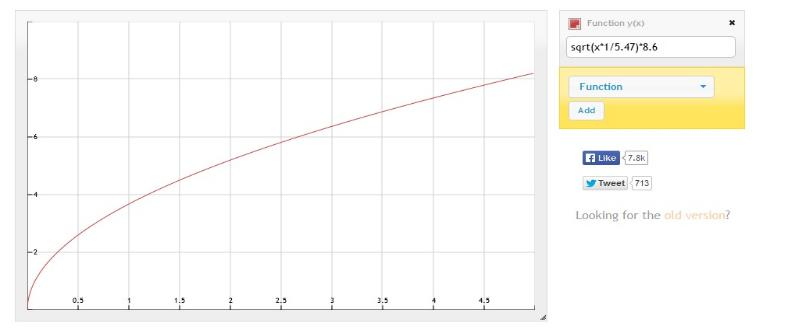 Function y(x) ✖
sqrt(x*1/5.47)*8.6
Function
Add
Like 7.8k
Tweet 713
Looking for the old version?
8
6
4
2
0.5 1 1.5 2 2.5 3 3.5 4 4.5